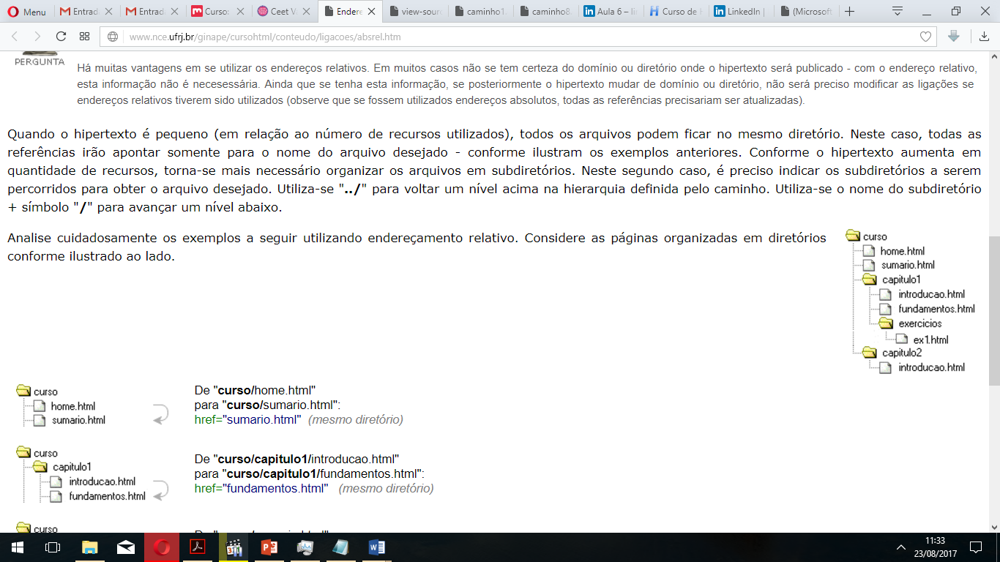 Menu
Entrad
Entrad
Curso:
Ceet V
Endere
view-sour
caminho1
caminho8
Aula 6 – li
Curso de
LinkedIn |
(Microsoft
www.nce.ufrj.br/ginape/cursohtml/conteudo/ligacoes/absrel.htm
PERGUNTA
Há muitas vantagens em se utilizar os endereços relativos. Em muitos casos não se tem certeza do domínio ou diretório onde o hipertexto será publicado - com o endereço relativo,
esta informação não é necesessária. Ainda que se tenha esta informação, se posteriormente o hipertexto mudar de domínio ou diretório, não será preciso modificar as ligações se
endereços relativos tiverem sido utilizados (observe que se fossem utilizados endereços absolutos, todas as referências precisariam ser atualizadas).
Quando o hipertexto é pequeno (em relação ao número de recursos utilizados), todos os arquivos podem ficar no mesmo diretório. Neste caso, todas as
referências irão apontar somente para o nome do arquivo desejado - conforme ilustram os exemplos anteriores. Conforme o hipertexto aumenta em
quantidade de recursos, torna-se mais necessário organizar os arquivos em subdiretórios. Neste segundo caso, é preciso indicar os subdiretórios a serem
percorridos para obter o arquivo desejado. Utiliza-se "../" para voltar um nível acima na hierarquia definida pelo caminho. Utiliza-se o nome do subdiretório
+ símbolo "/" para avançar um nível abaixo.
Analise cuidadosamente os exemplos a seguir utilizando endereçamento relativo. Considere as páginas organizadas em diretórios
conforme ilustrado ao lado.
curso
home.html
sumario.html
capitulo1
introducao.html
fundamentos.html
exercicios
ex1.html
capitulo2
introducao.html
curso
home.html
sumario.html
De "curso/home.html"
para "curso/sumario.html":
href="sumario.html" (mesmo diretório)
curso
capitulo1
introducao.html
fundamentos.html
De "curso/capitulo1/introducao.html"
para "curso/capitulo1/fundamentos.html":
href="fundamentos.html" (mesmo diretório)
curso
11:33
23/08/2017